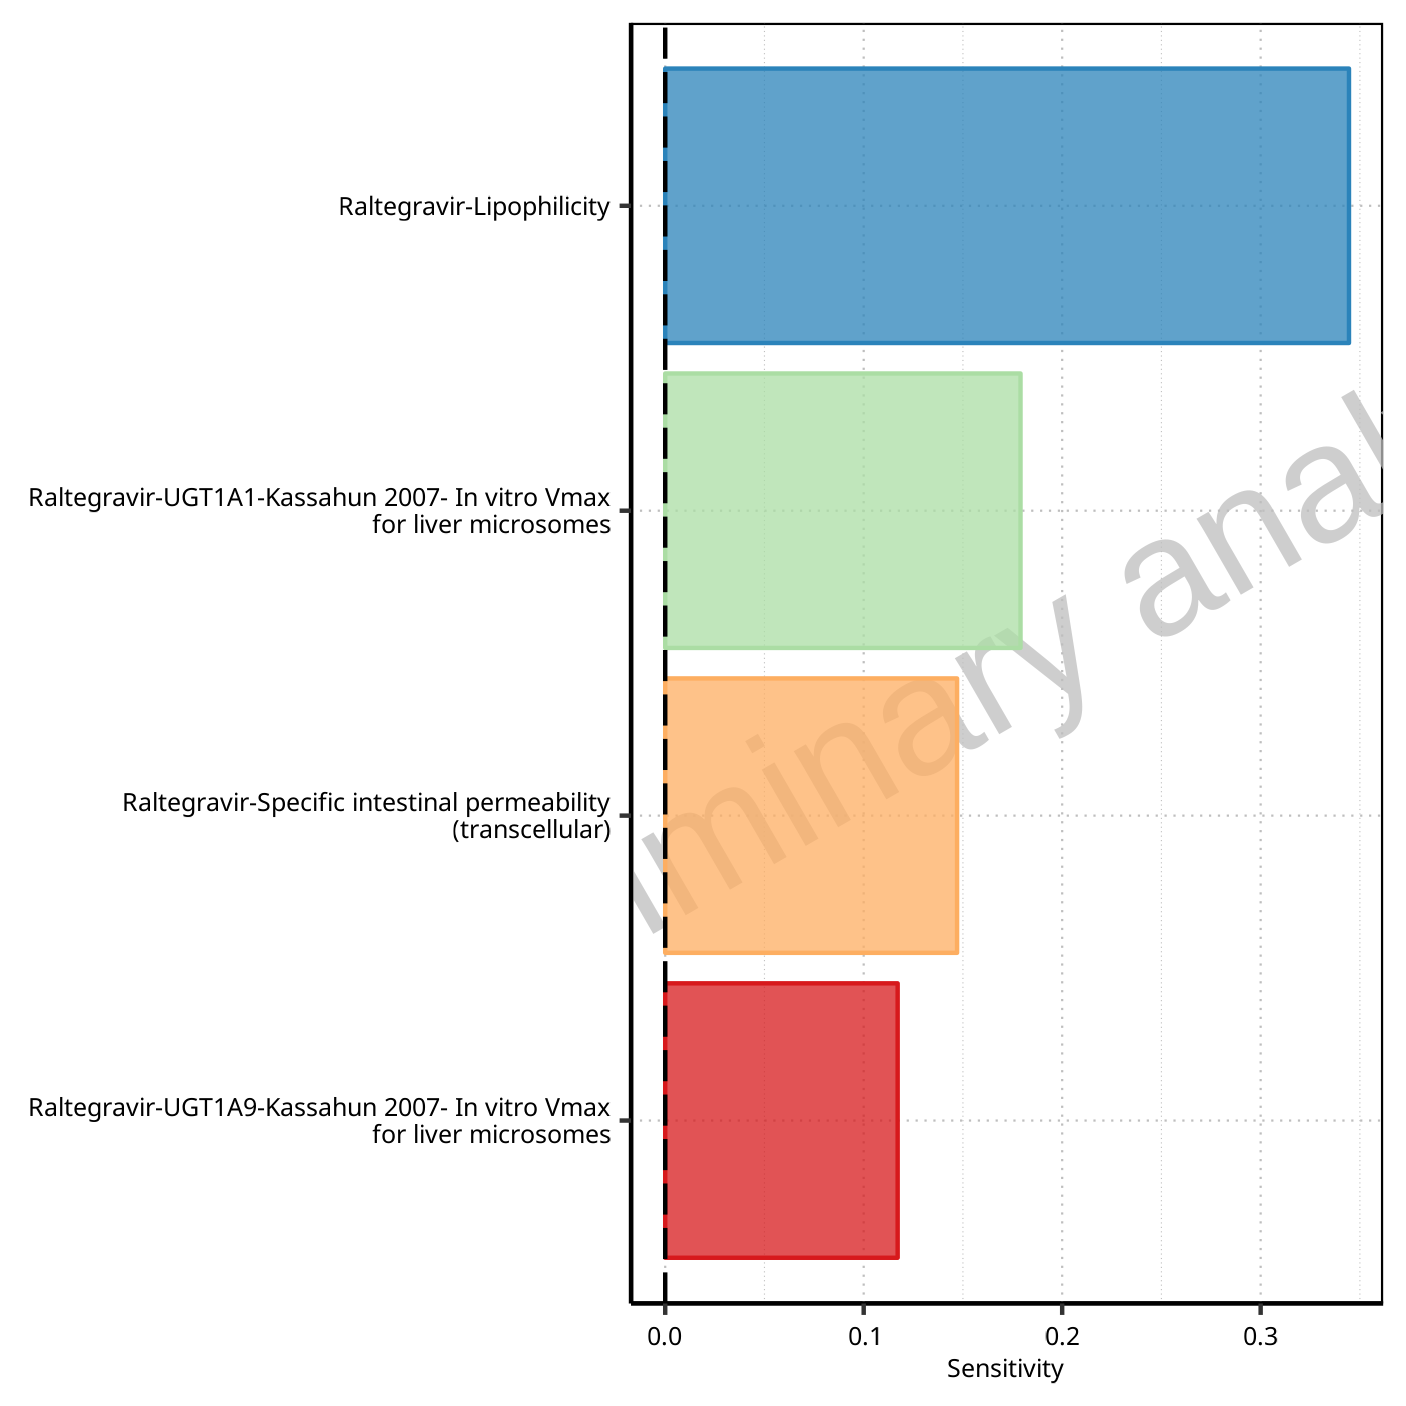 Raltegravir-Lipophilicity
Raltegravir-UGT1A1-Kassahun 2007- In vitro Vmax
for liver microsomes
Raltegravir-Specific intestinal permeability
(transcellular)
Raltegravir-UGT1A9-Kassahun 2007- In vitro Vmax
for liver microsomes
minary anal
0.0 0.1 0.2 0.3
Sensitivity